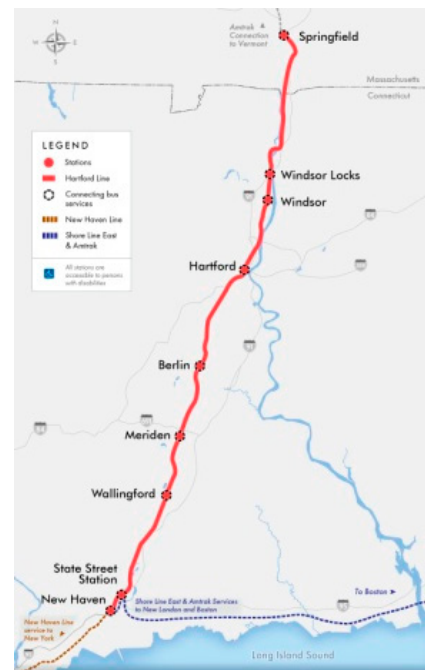 Amtrak
Connection
to Vermont
Springfield
N
W
E
S
Massachusetts
Connecticut
LEGEND
Stations
Hartford Line
Connecting bus
services
New Haven Line
Shore Line East
& Amtrak
All stations are
accessible to persons
with disabilities
Windsor Locks
Windsor
Hartford
Berlin
Meriden
Wallingford
State Street
Station
New Haven
Shore Line East & Amtrak Services
to New London and Boston
To Boston
New Haven Line
service to
New York
Long Island Sound